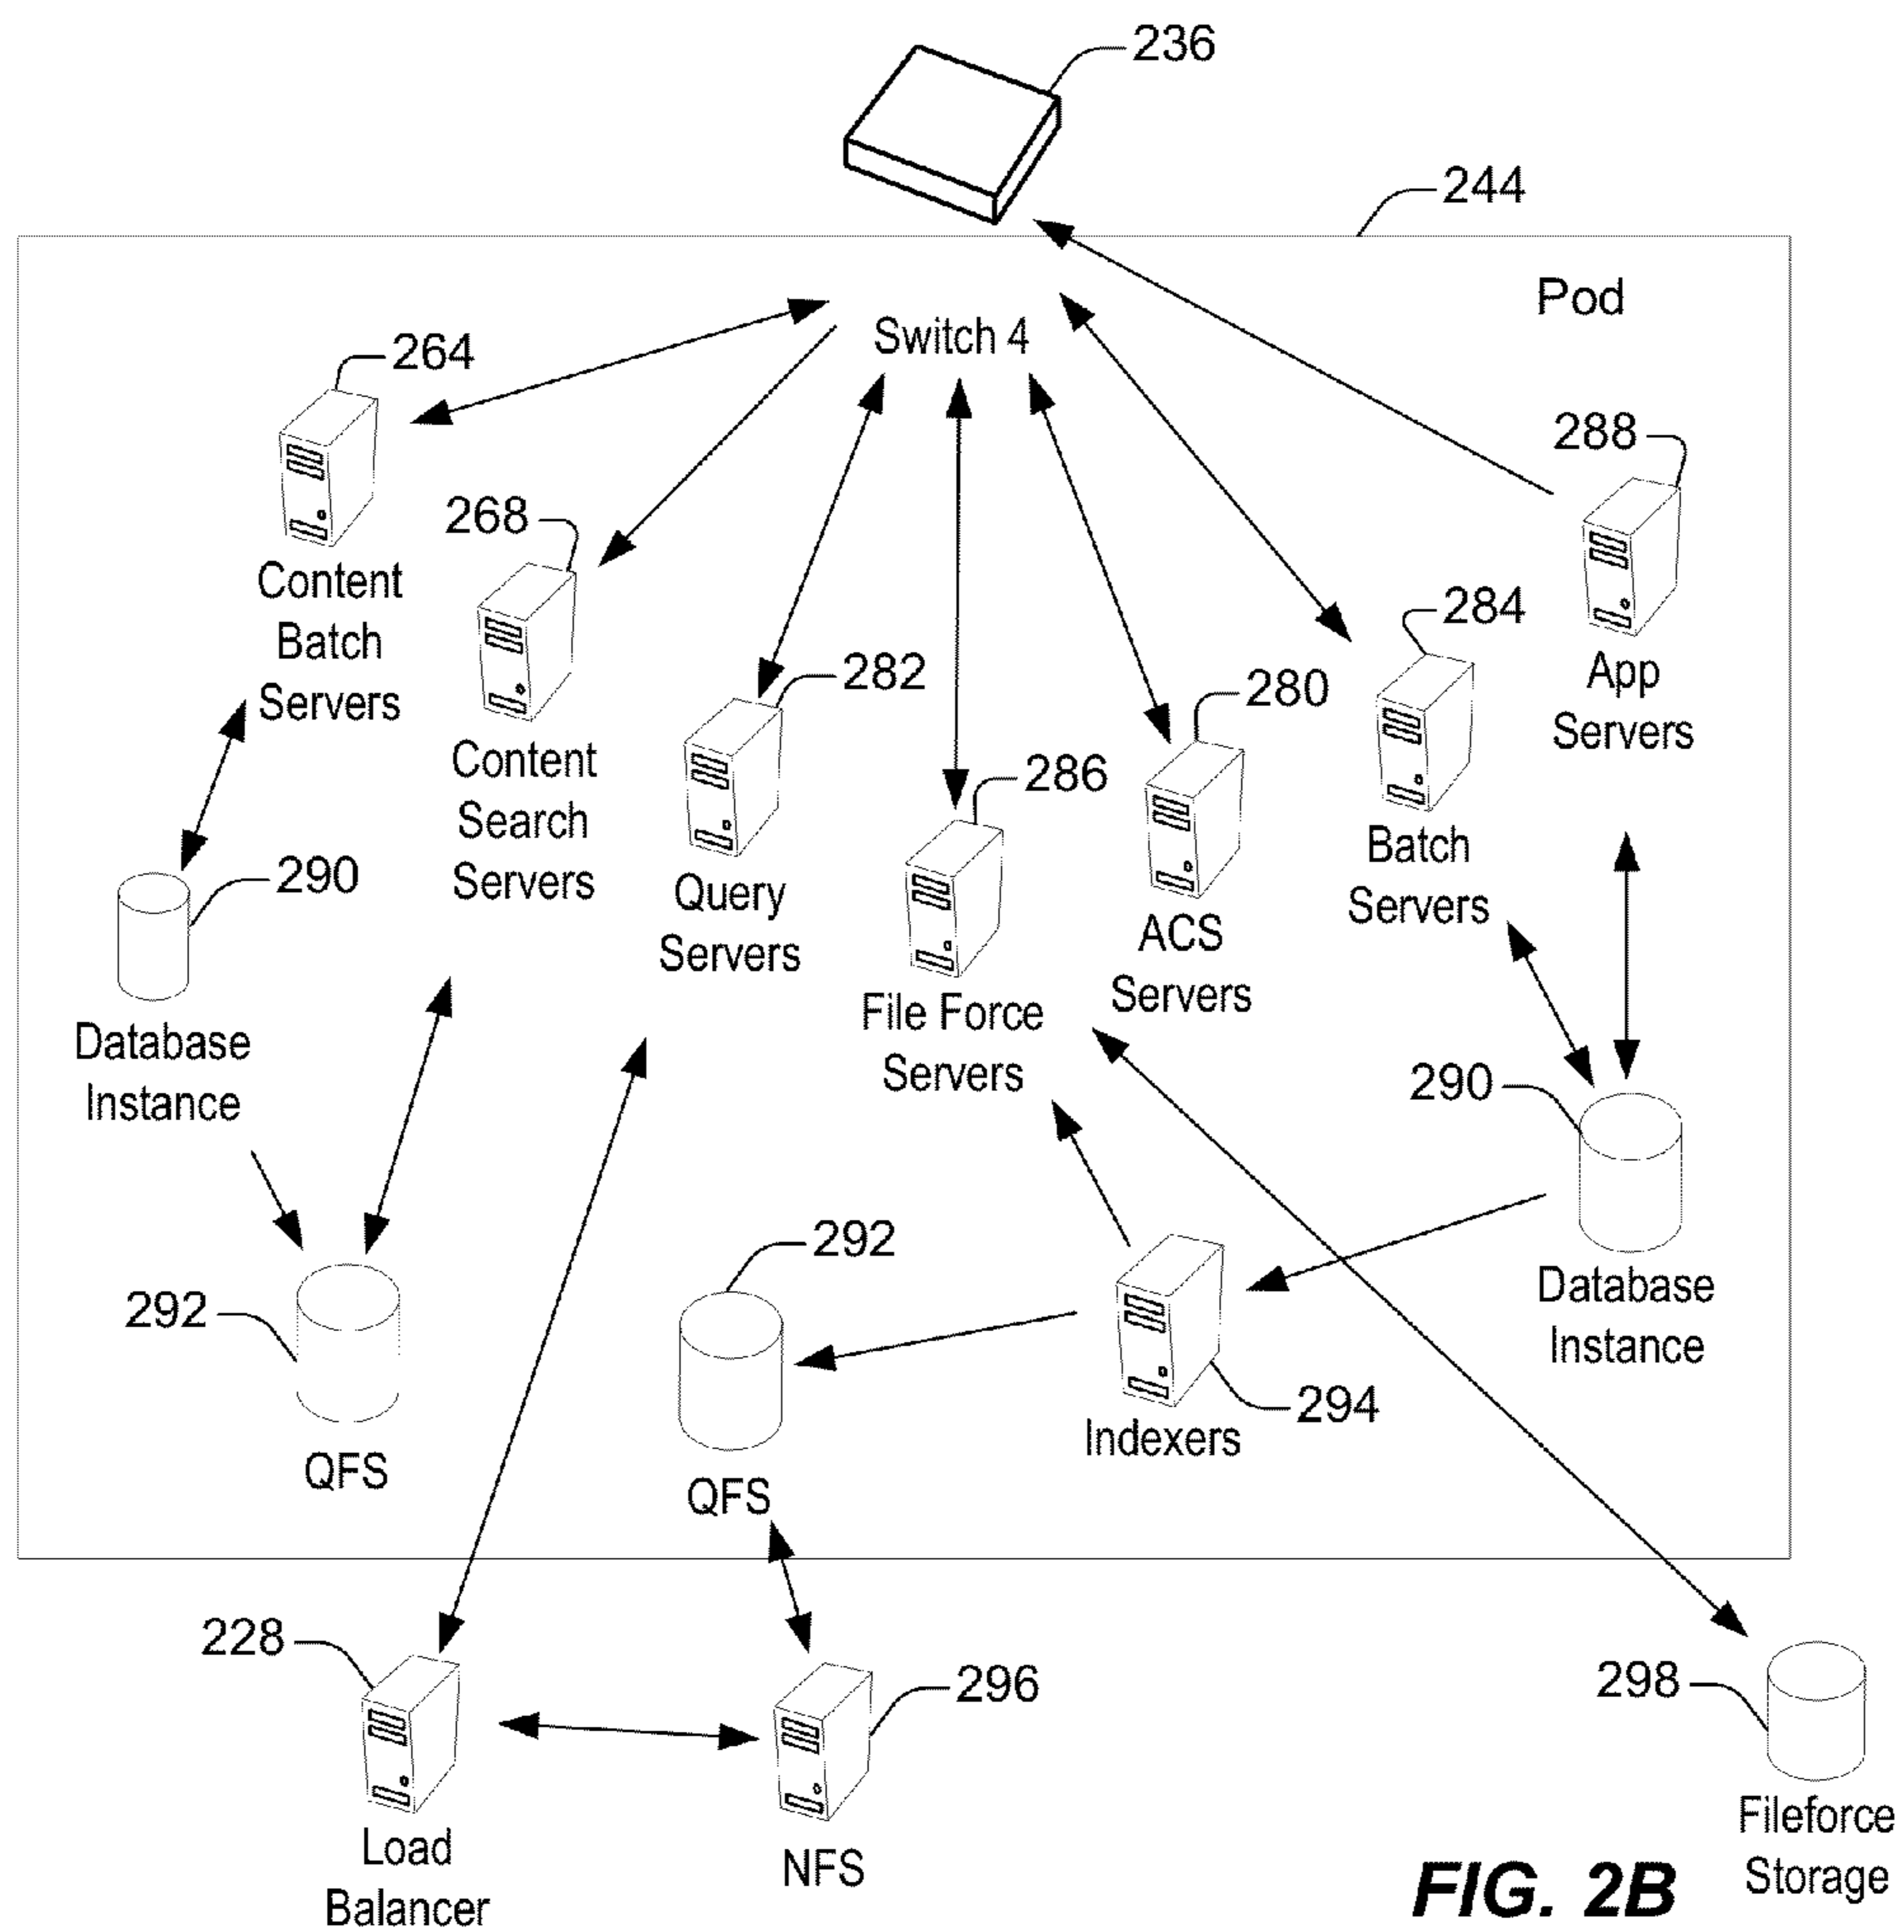 236
244
Pod
Switch 4
264
288
268
Content
Batch
Servers
284
282
280
App
Servers
Content
Search
Servers
286
290
Batch
Servers
Query
Servers
ACS
Servers
File Force
Servers
Database
Instance
290
292
292
Database
Instance
294
Indexers
QFS
QFS
228
296
298
Load
Balancer
NFS
Fileforce
Storage
FIG. 2B